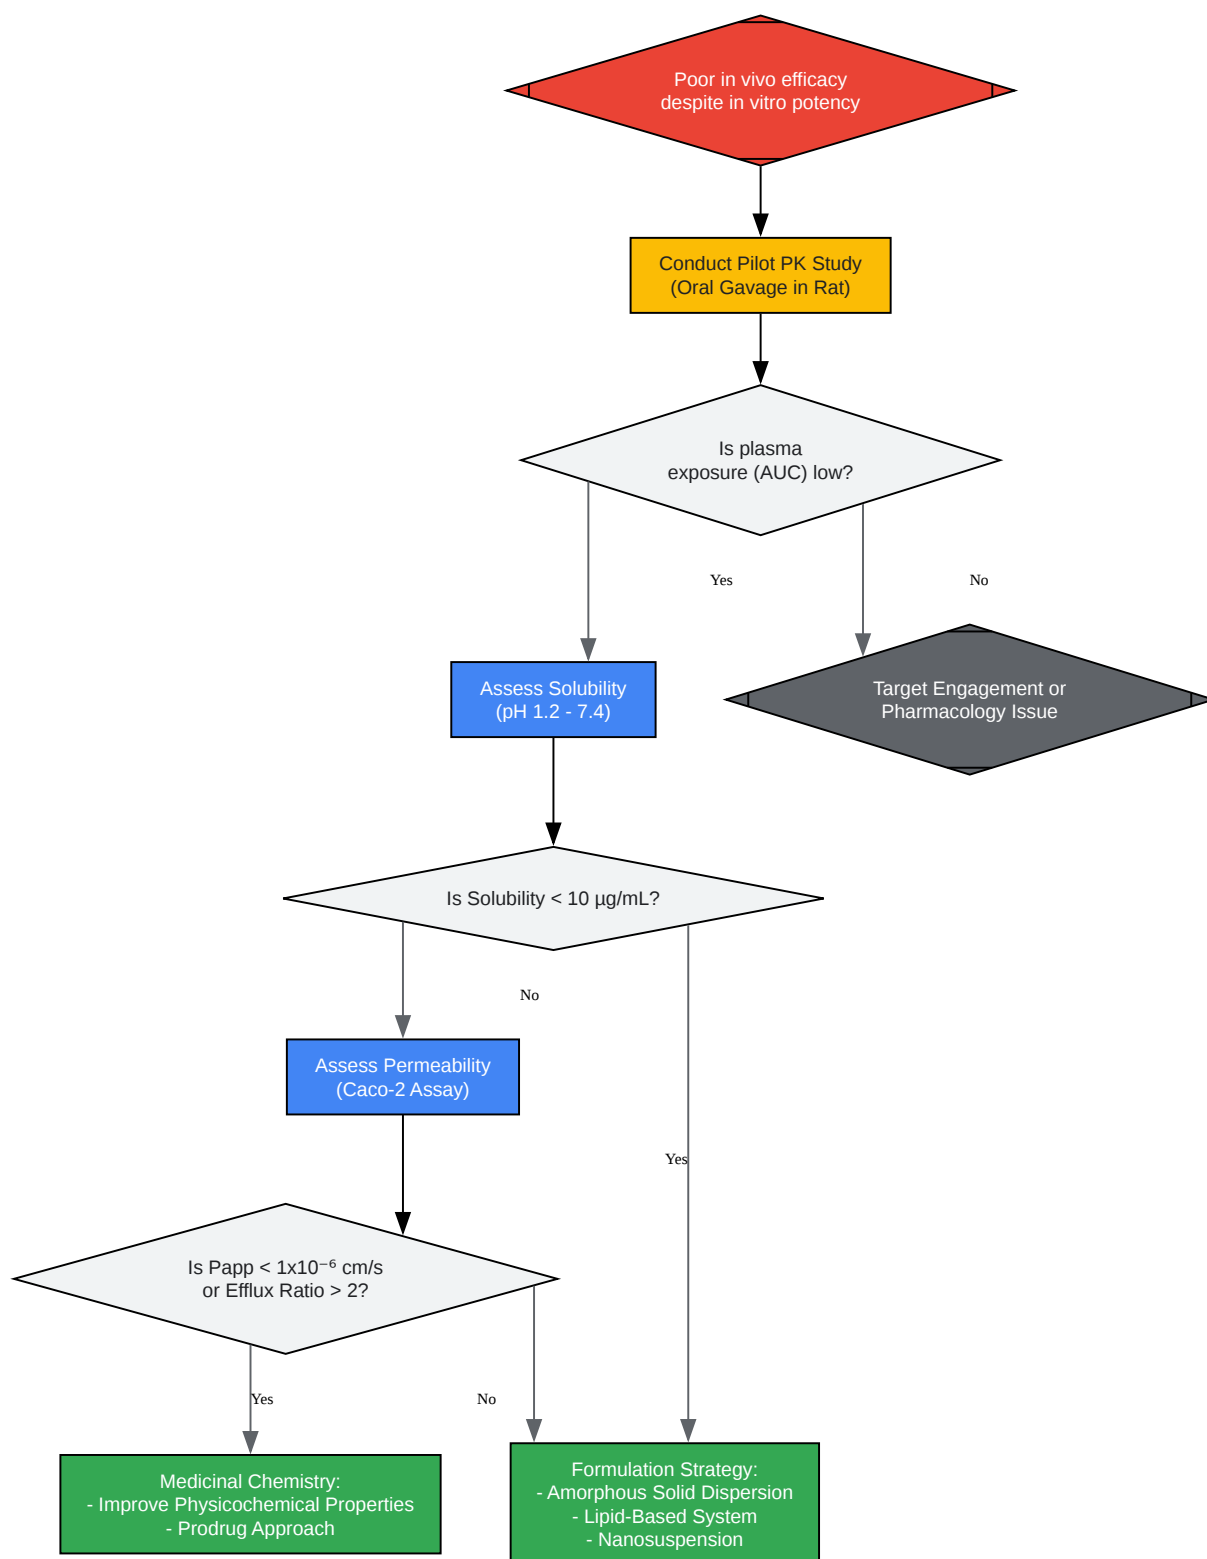 Poor in vivo efficacy
despite in vitro potency
Conduct Pilot PK Study
(Oral Gavage in Rat)
Is plasma
exposure (AUC) low?
Yes
No
Assess Solubility
(pH 1.2 - 7.4)
Target Engagement or
Pharmacology Issue
Is Solubility < 10 µg/mL?
No
Assess Permeability
(Caco-2 Assay)
Yes
Is Papp < 1x10⁻⁶ cm/s
or Efflux Ratio > 2?
Yes
No
Medicinal Chemistry:
- Improve Physicochemical Properties
- Prodrug Approach
Formulation Strategy:
- Amorphous Solid Dispersion
- Lipid-Based System
- Nanosuspension